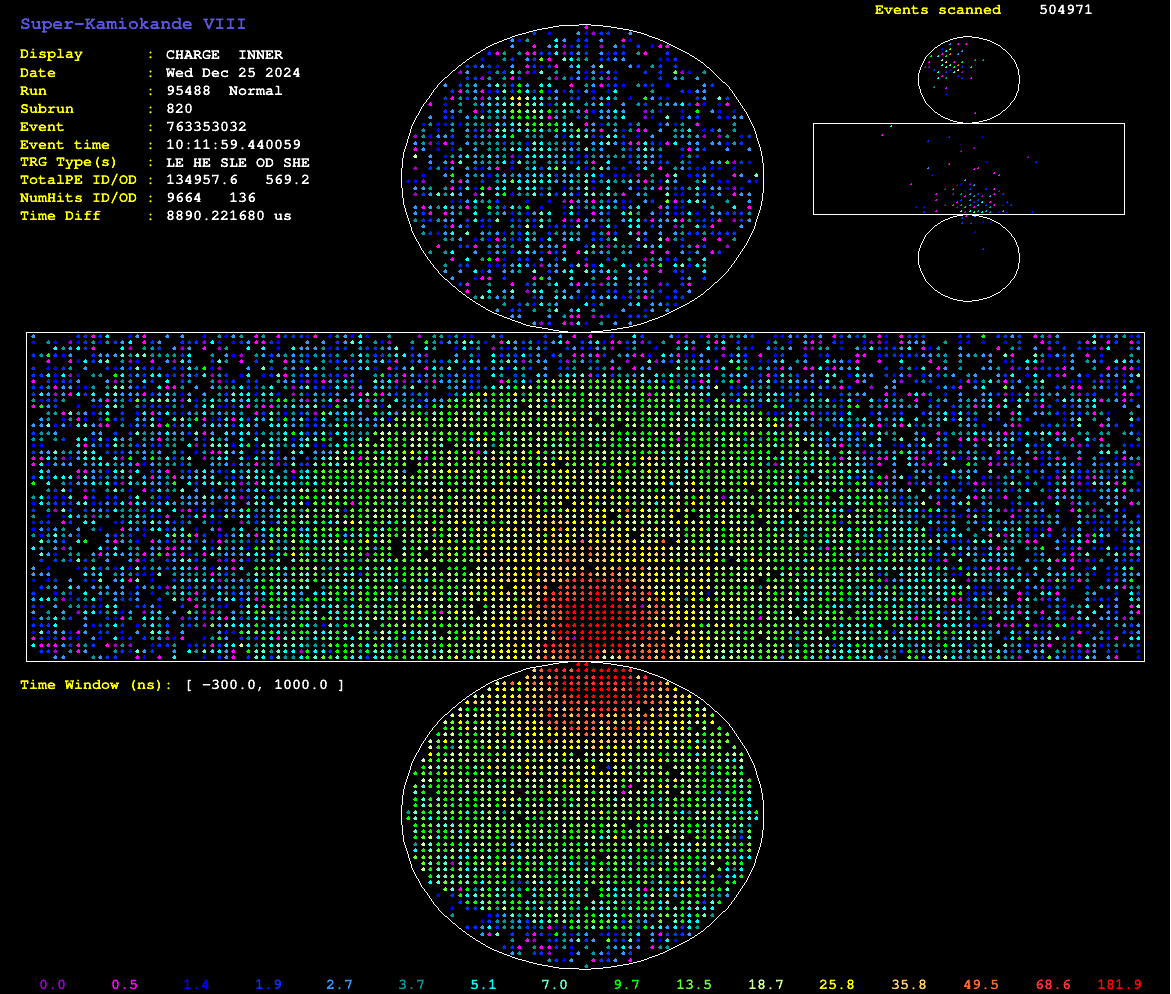 Super-Kamiokande VIII
Events scanned 504971
Display : CHARGE INNER
Date : Wed Dec 25 2024
Run : 95488 Normal
Subrun : 820
Event : 763353032
Event time : 10:11:59.440059
TRG Type(s) : LE HE SLE OD SHE
TotalPE ID/OD : 134957.6 569.2
NumHits ID/OD : 9664 136
Time Diff : 8890.221680 us
Time Window (ns): [ −300.0, 1000.0 ]
0.0 0.5 1.4 1.9 2.7 3.7 5.1 7.0 9.7 13.5 18.7 25.8 35.8 49.5 68.6 181.9